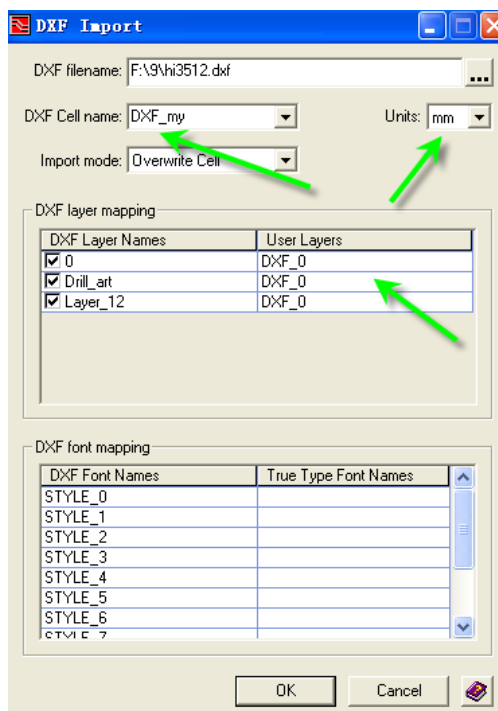 DXF Import
DXF filename: F:\9\hi3512.dxf ...
DXF Cell name: DXF_my Units: mm
Import mode: Overwrite Cell
DXF layer mapping
DXF Layer Names User Layers
0 DXF_0
Drill_art DXF_0
Layer_12 DXF_0
DXF font mapping
DXF Font Names True Type Font Names
STYLE_0
STYLE_1
STYLE_2
STYLE_3
STYLE_4
STYLE_5
STYLE_6
STYLE_7
OK Cancel